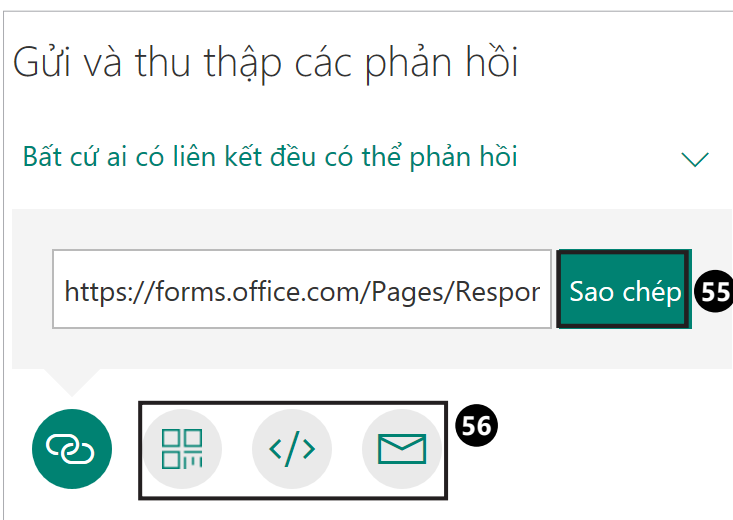 Gửi và thu thập các phản hồi
Bất cứ ai có liên kết đều có thể phản hồi
https://forms.office.com/Pages/Respor
Sao chép
55
56